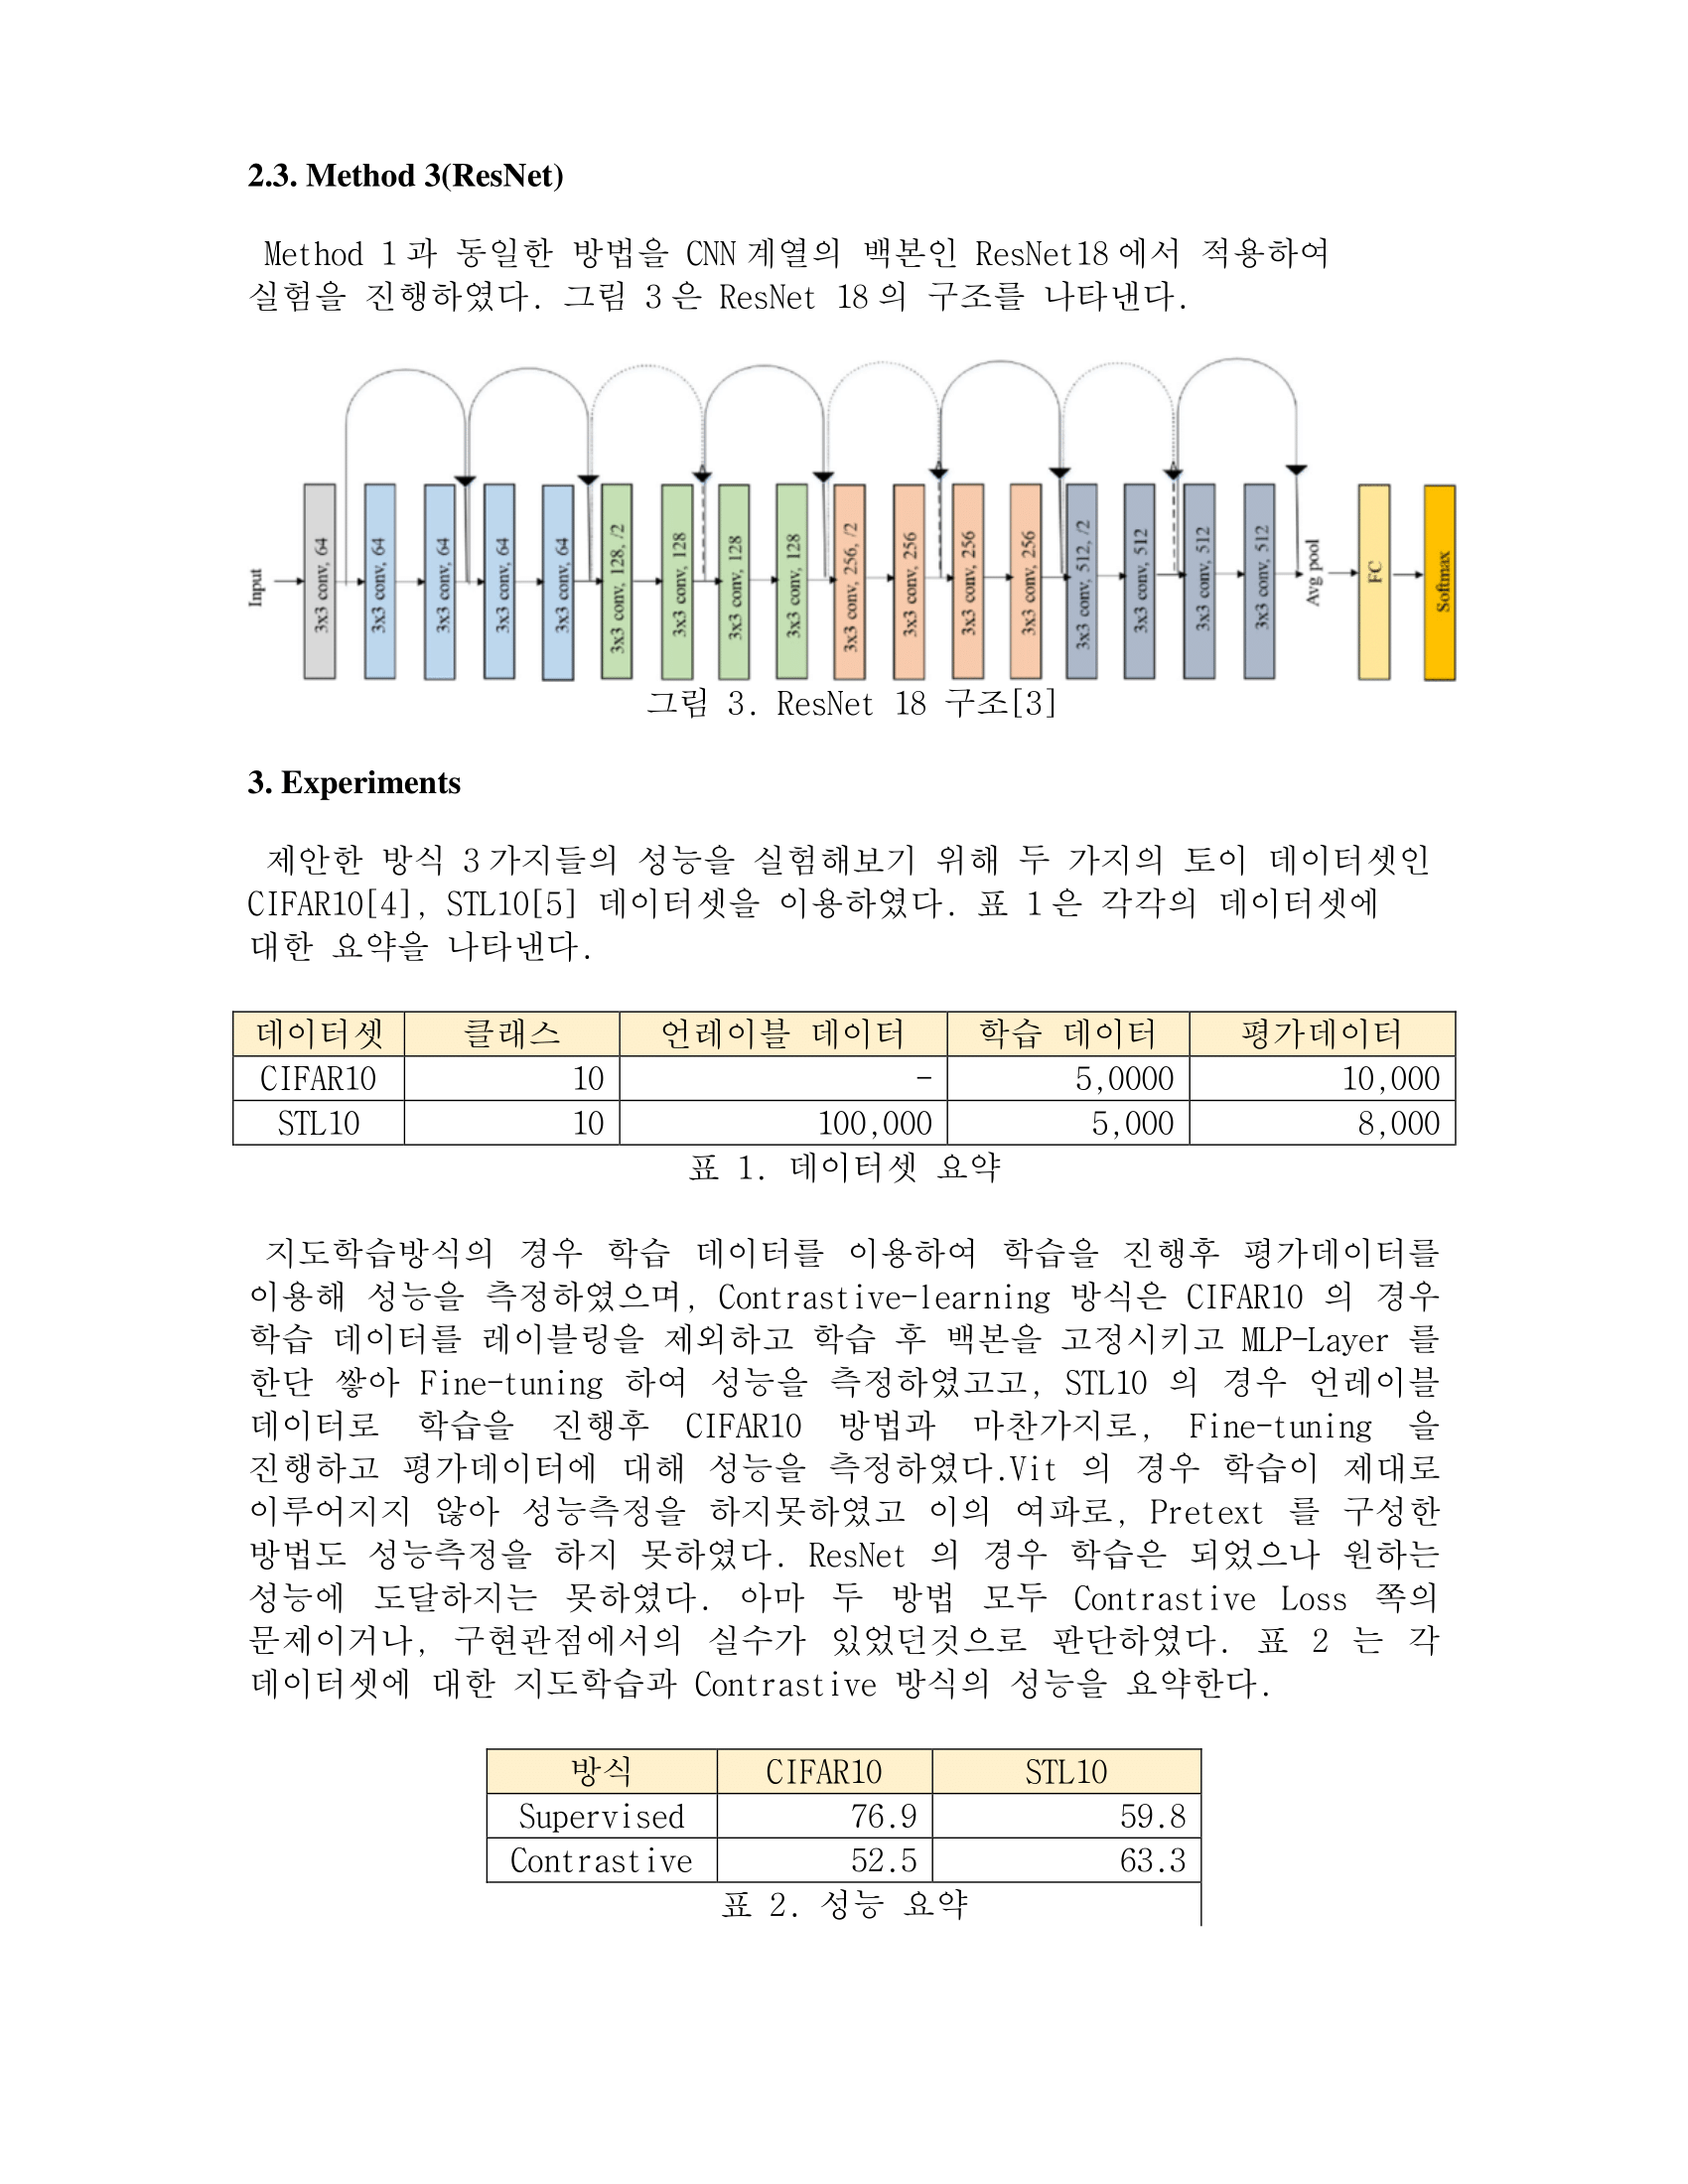 2.3. Method 3(ResNet)
Method 1과 동일한 방법을 CNN계열의 백본인 ResNet18에서 적용하여
실험을 진행하였다. 그림 3은 ResNet 18의 구조를 나타낸다.
Input
3x3 conv, 64
3x3 conv, 64
3x3 conv, 64
3x3 conv, 64
3x3 conv, 64
3x3 conv, 128, /2
3x3 conv, 128
3x3 conv, 128
3x3 conv, 128
3x3 conv, 256, /2
3x3 conv, 256
3x3 conv, 256
3x3 conv, 256
3x3 conv, 512, /2
3x3 conv, 512
3x3 conv, 512
3x3 conv, 512
Avg pool
FC
Softmax
그림 3. ResNet 18 구조[3]
3. Experiments
제안한 방식 3가지들의 성능을 실험해보기 위해 두 가지의 토이 데이터셋인
CIFAR10[4], STL10[5] 데이터셋을 이용하였다. 표 1은 각각의 데이터셋에
대한 요약을 나타낸다.
데이터셋 클래스 언레이블 데이터 학습 데이터 평가데이터
CIFAR10 10 - 5,0000 10,000
STL10 10 100,000 5,000 8,000
표 1. 데이터셋 요약
지도학습방식의 경우 학습 데이터를 이용하여 학습을 진행후 평가데이터를
이용해 성능을 측정하였으며, Contrastive-learning 방식은 CIFAR10 의 경우
학습 데이터를 레이블링을 제외하고 학습 후 백본을 고정시키고 MLP-Layer 를
한단 쌓아 Fine-tuning 하여 성능을 측정하였고고, STL10 의 경우 언레이블
데이터로 학습을 진행후 CIFAR10 방법과 마찬가지로, Fine-tuning 을
진행하고 평가데이터에 대해 성능을 측정하였다.Vit 의 경우 학습이 제대로
이루어지지 않아 성능측정을 하지못하였고 이의 여파로, Pretext 를 구성한
방법도 성능측정을 하지 못하였다. ResNet 의 경우 학습은 되었으나 원하는
성능에 도달하지는 못하였다. 아마 두 방법 모두 Contrastive Loss 쪽의
문제이거나, 구현관점에서의 실수가 있었던것으로 판단하였다. 표 2 는 각
데이터셋에 대한 지도학습과 Contrastive 방식의 성능을 요약한다.
방식 CIFAR10 STL10
Supervised 76.9 59.8
Contrastive 52.5 63.3
표 2. 성능 요약